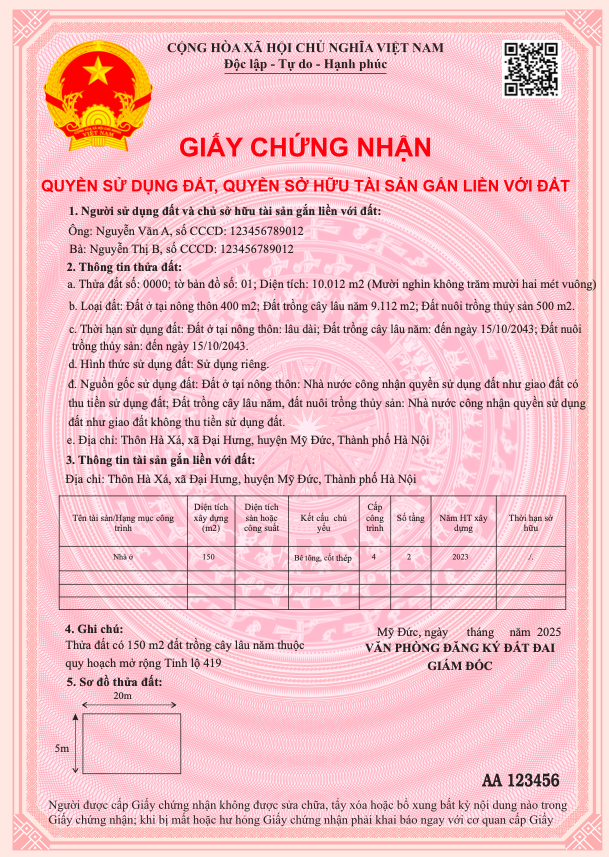 CỘNG HÒA XÃ HỘI CHỦ NGHĨA VIỆT NAM
Độc lập - Tự do - Hạnh phúc
VIỆT NAM
GIẤY CHỨNG NHẬN
QUYỀN SỬ DỤNG ĐẤT, QUYỀN SỞ HỮU TÀI SẢN GẮN LIỀN VỚI ĐẤT
1. Người sử dụng đất và chủ sở hữu tài sản gắn liền với đất:
Ông: Nguyễn Văn A, số CCCD: 123456789012
Bà: Nguyễn Thị B, số CCCD: 123456789012
2. Thông tin thửa đất:
a. Thửa đất số: 0000; tờ bản đồ số: 01; Diện tích: 10.012 m2 (Mười nghìn không trăm mười hai mét vuông)
b. Loại đất: Đất ở tại nông thôn 400 m2; Đất trồng cây lâu năm 9.112 m2; Đất nuôi trồng thủy sản 500 m2.
c. Thời hạn sử dụng đất: Đất ở tại nông thôn: lâu dài; Đất trồng cây lâu năm: đến ngày 15/10/2043; Đất nuôi
trồng thủy sản: đến ngày 15/10/2043.
d. Hình thức sử dụng đất: Sử dụng riêng.
đ. Nguồn gốc sử dụng đất: Đất ở tại nông thôn: Nhà nước công nhận quyền sử dụng đất như giao đất có
thu tiền sử dụng đất; Đất trồng cây lâu năm, đất nuôi trồng thủy sản: Nhà nước công nhận quyền sử dụng
đất như giao đất không thu tiền sử dụng đất.
e. Địa chỉ: Thôn Hà Xá, xã Đại Hưng, huyện Mỹ Đức, Thành phố Hà Nội
3. Thông tin tài sản gắn liền với đất:
Địa chỉ: Thôn Hà Xá, xã Đại Hưng, huyện Mỹ Đức, Thành phố Hà Nội
Tên tài sản/Hạng mục công trình Diện tích xây dựng (m2) Diện tích sàn hoặc công suất Kết cấu chủ yếu Cấp công trình Số tầng Năm HT xây dựng Thời hạn sở hữu
Nhà ở 150 Bê tông, cốt thép 4 2 2023 ./.
4. Ghi chú:
Thửa đất có 150 m2 đất trồng cây lâu năm thuộc
quy hoạch mở rộng Tỉnh lộ 419
Mỹ Đức, ngày tháng năm 2025
VĂN PHÒNG ĐĂNG KÝ ĐẤT ĐAI
GIÁM ĐỐC
5. Sơ đồ thửa đất:
20m
5m
AA 123456
Người được cấp Giấy chứng nhận không được sửa chữa, tẩy xóa hoặc bổ xung bất kỳ nội dung nào trong
Giấy chứng nhận; khi bị mất hoặc hư hỏng Giấy chứng nhận phải khai báo ngay với cơ quan cấp Giấy